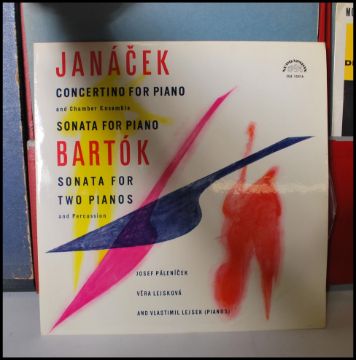 JANÁČEK
CONCERTINO FOR PIANO
and Chamber Ensemble
SONATA FOR PIANO
BARTÓK
SONATA FOR
TWO PIANOS
and Percussion
JOSEF PÁLENÍČEK
VĚRA LEJSKOVÁ
AND VLASTIMIL LEJSEK (PIANOS)